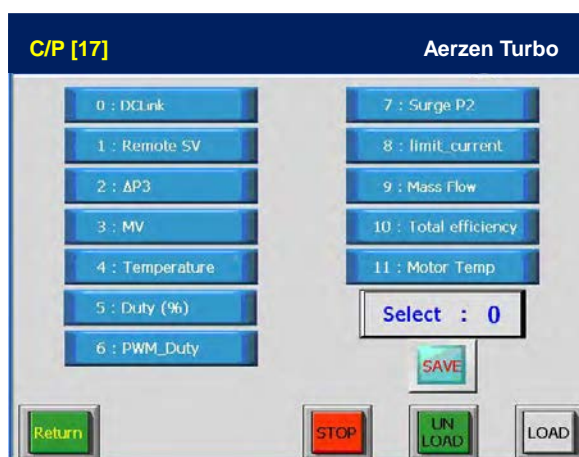 C/P [17]
Aerzen Turbo
0 : DCLink
1 : Remote SV
2 : ΔP3
3 : MV
4 : Temperature
5 : Duty (%)
6 : PWM_Duty
7 : Surge P2
8 : limit_current
9 : Mass Flow
10 : Total efficiency
11 : Motor Temp
Select : 0
SAVE
Return
STOP
UN
LOAD
LOAD